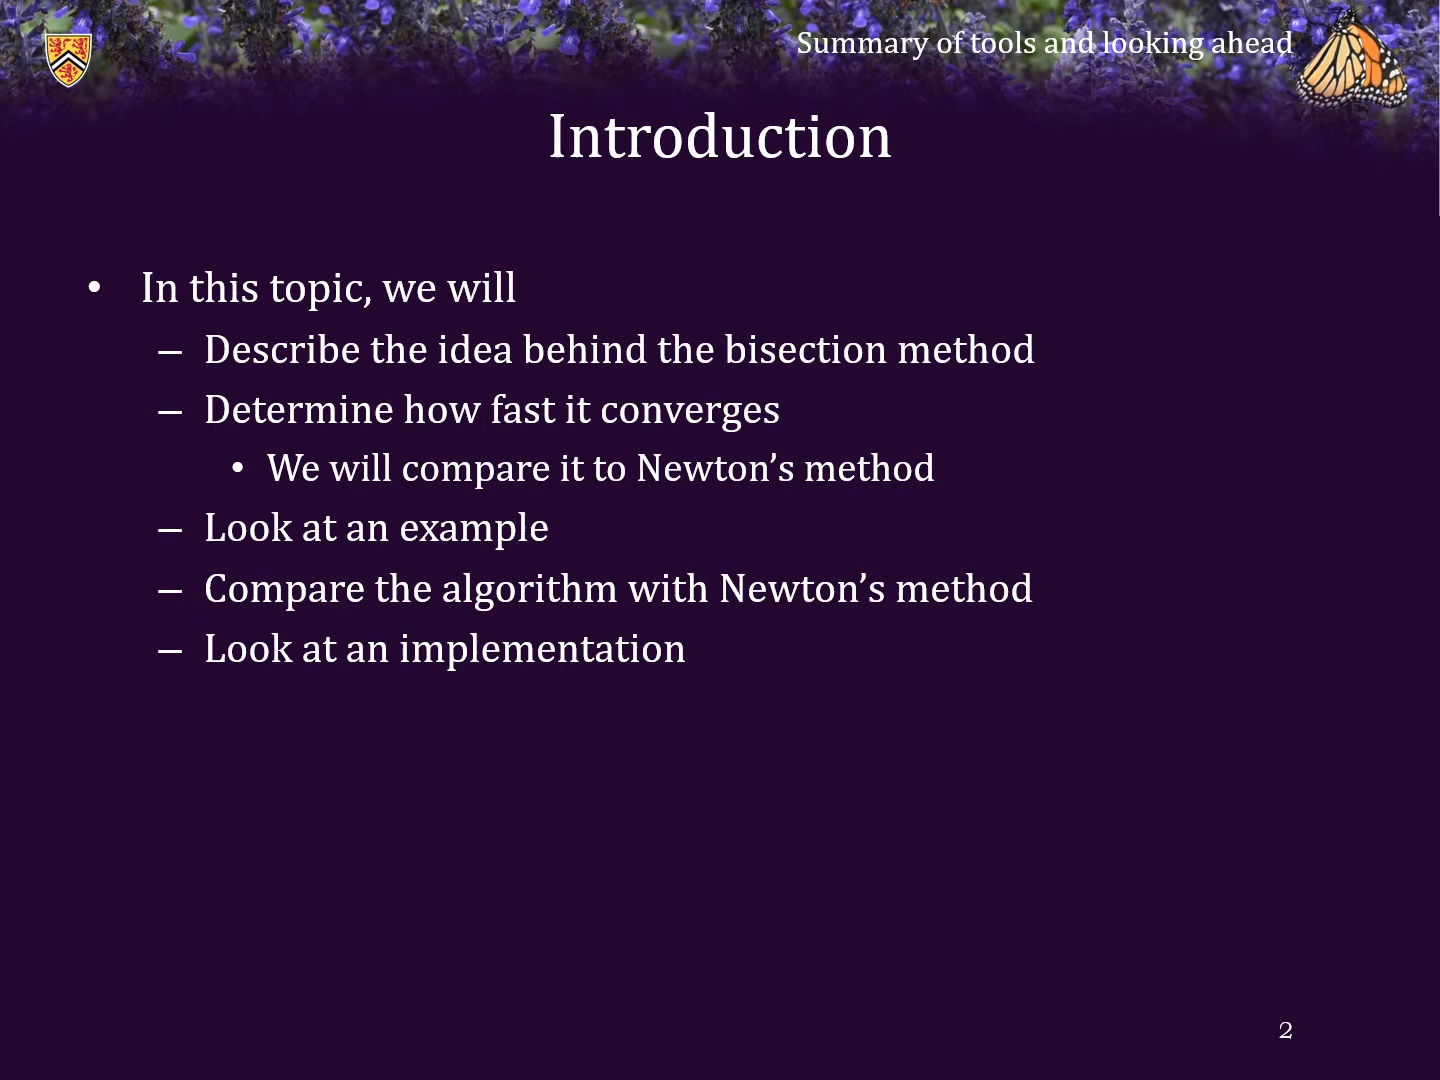 Summary of tools and looking ahead
Introduction
• In this topic, we will
– Describe the idea behind the bisection method
– Determine how fast it converges
• We will compare it to Newton’s method
– Look at an example
– Compare the algorithm with Newton’s method
– Look at an implementation
2